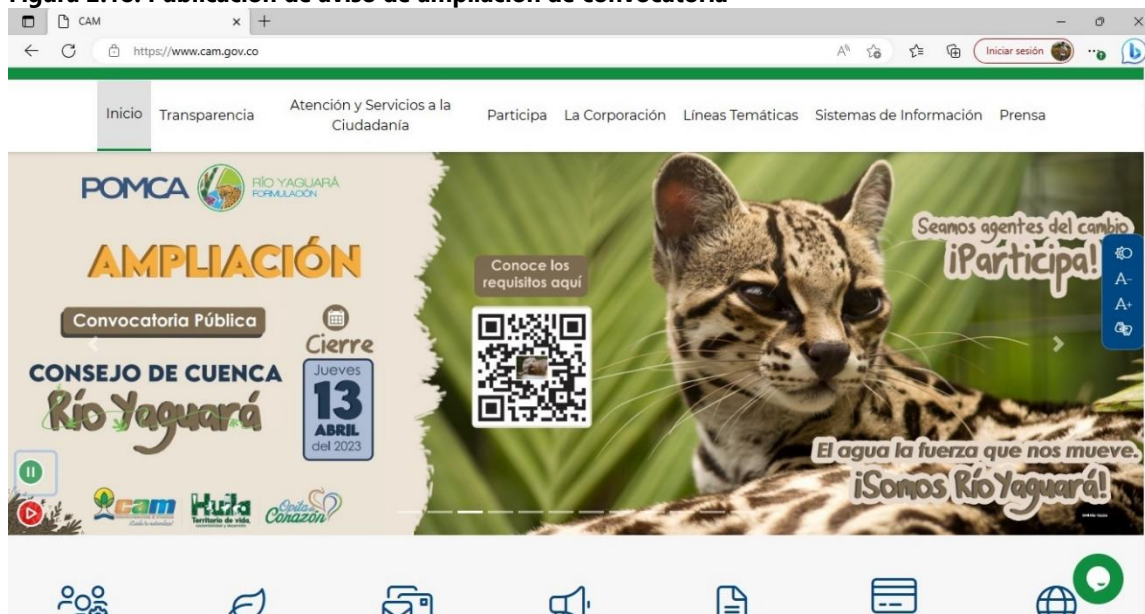 Figura 2.18. Publicación de aviso de ampliación de convocatoria
CAM
https://www.cam.gov.co
Iniciar sesión
Inicio
Transparencia
Atención y Servicios a la
Ciudadanía
Participa
La Corporación
Líneas Temáticas
Sistemas de Información
Prensa
POMCA
RÍO YAGUARÁ
FORMULACIÓN
AMPLIACIÓN
Convocatoria Pública
CONSEJO DE CUENCA
Río Yaguará
Cierre
Jueves
13
ABRIL
del 2023
Conoce los
requisitos aquí
Seamos agentes del cambio
¡Participa!
A-
A+
El agua la fuerza que nos mueve.
¡Somos Río Yaguará!
cam
Huila
Territorio de vida,
Corazón